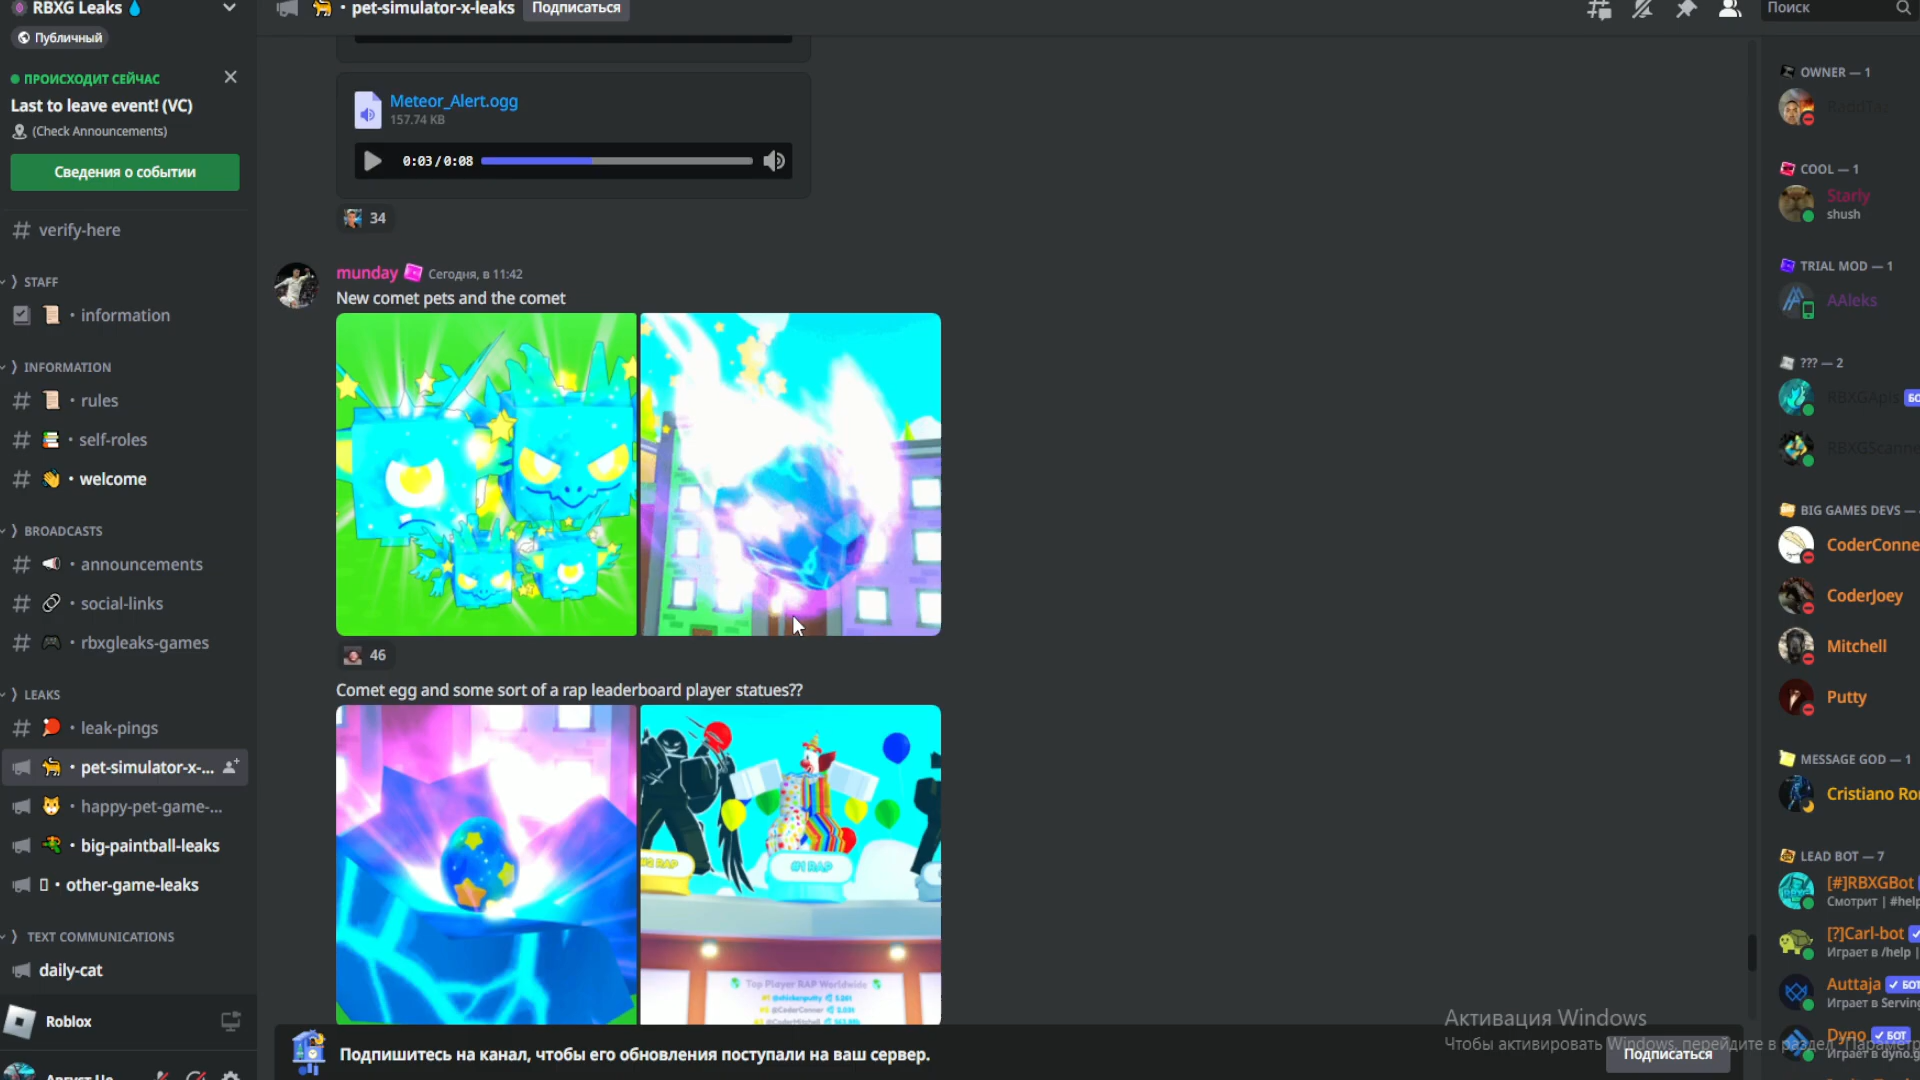 RBXG Leaks
Публичный
ПРОИСХОДИТ СЕЙЧАС
Last to leave event! (VC)
(Check Announcements)
Сведения о событии
# verify-here
STAFF
• information
INFORMATION
# • rules
# • self-roles
# • welcome
BROADCASTS
# • announcements
# • social-links
# • rbxgleaks-games
LEAKS
# • leak-pings
• pet-simulator-x-...
• happy-pet-game-...
• big-paintball-leaks
• other-game-leaks
TEXT COMMUNICATIONS
daily-cat
Roblox
• pet-simulator-x-leaks
Подписаться
Поиск
Meteor_Alert.ogg
157.74 KB
0:03/0:08
34
munday Сегодня, в 11:42
New comet pets and the comet
46
Comet egg and some sort of a rap leaderboard player statues??
#1 RAP
Top Player RAP Worldwide
Подпишитесь на канал, чтобы его обновления поступали на ваш сервер.
Подписаться
Активация Windows
Чтобы активировать Windows, перейдите в раздел
OWNER — 1
COOL — 1
Starly
shush
TRIAL MOD — 1
AAleks
??? — 2
RBXGApis
RBXGScanne
BIG GAMES DEVS —
CoderConne
CoderJoey
Mitchell
Putty
MESSAGE GOD — 1
Cristiano Ro
LEAD BOT — 7
[#]RBXGBot
Смотрит | #help
[?]Carl-bot
Играет в /help |
Auttaja ✓ БОТ
Играет в Serving
Dyno ✓ БОТ
Играет в dyno.g